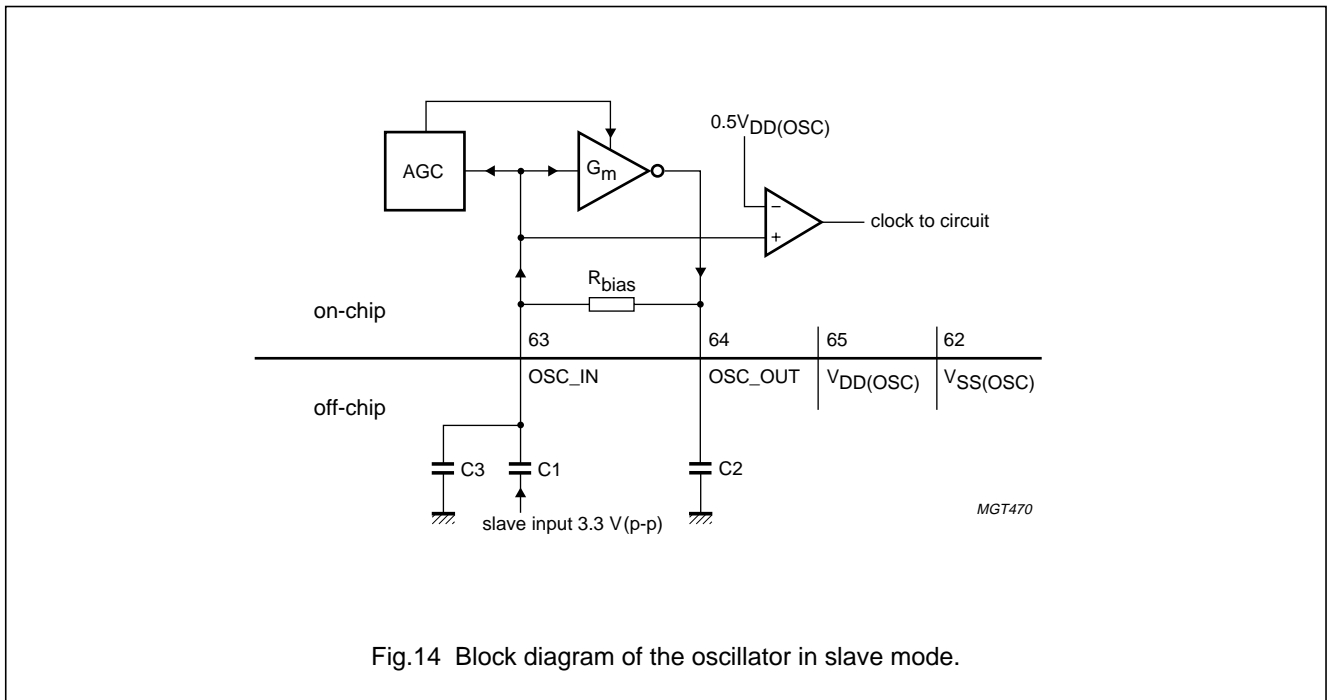 0.5VDD(OSC)
AGC
Gm
−
+
clock to circuit
Rbias
on-chip
63
64
65
62
OSC_IN
OSC_OUT
VDD(OSC)
VSS(OSC)
off-chip
C3
C1
C2
slave input 3.3 V(p-p)
MGT470
Fig.14 Block diagram of the oscillator in slave mode.